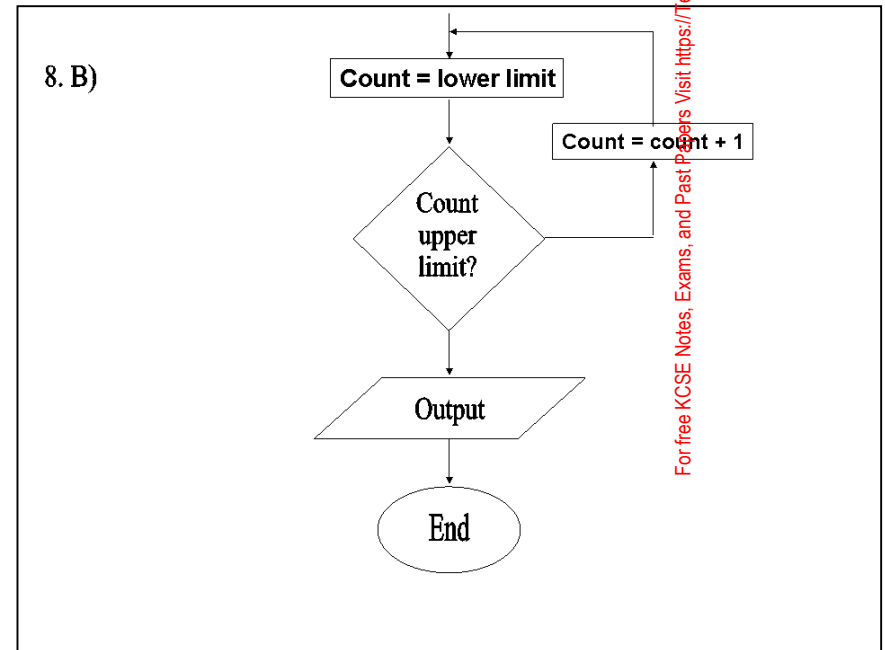 8. B)
Count = lower limit
Count = count + 1
Count
upper
limit?
Output
End
For free KCSE Notes, Exams, and Past Papers Visit https://Te